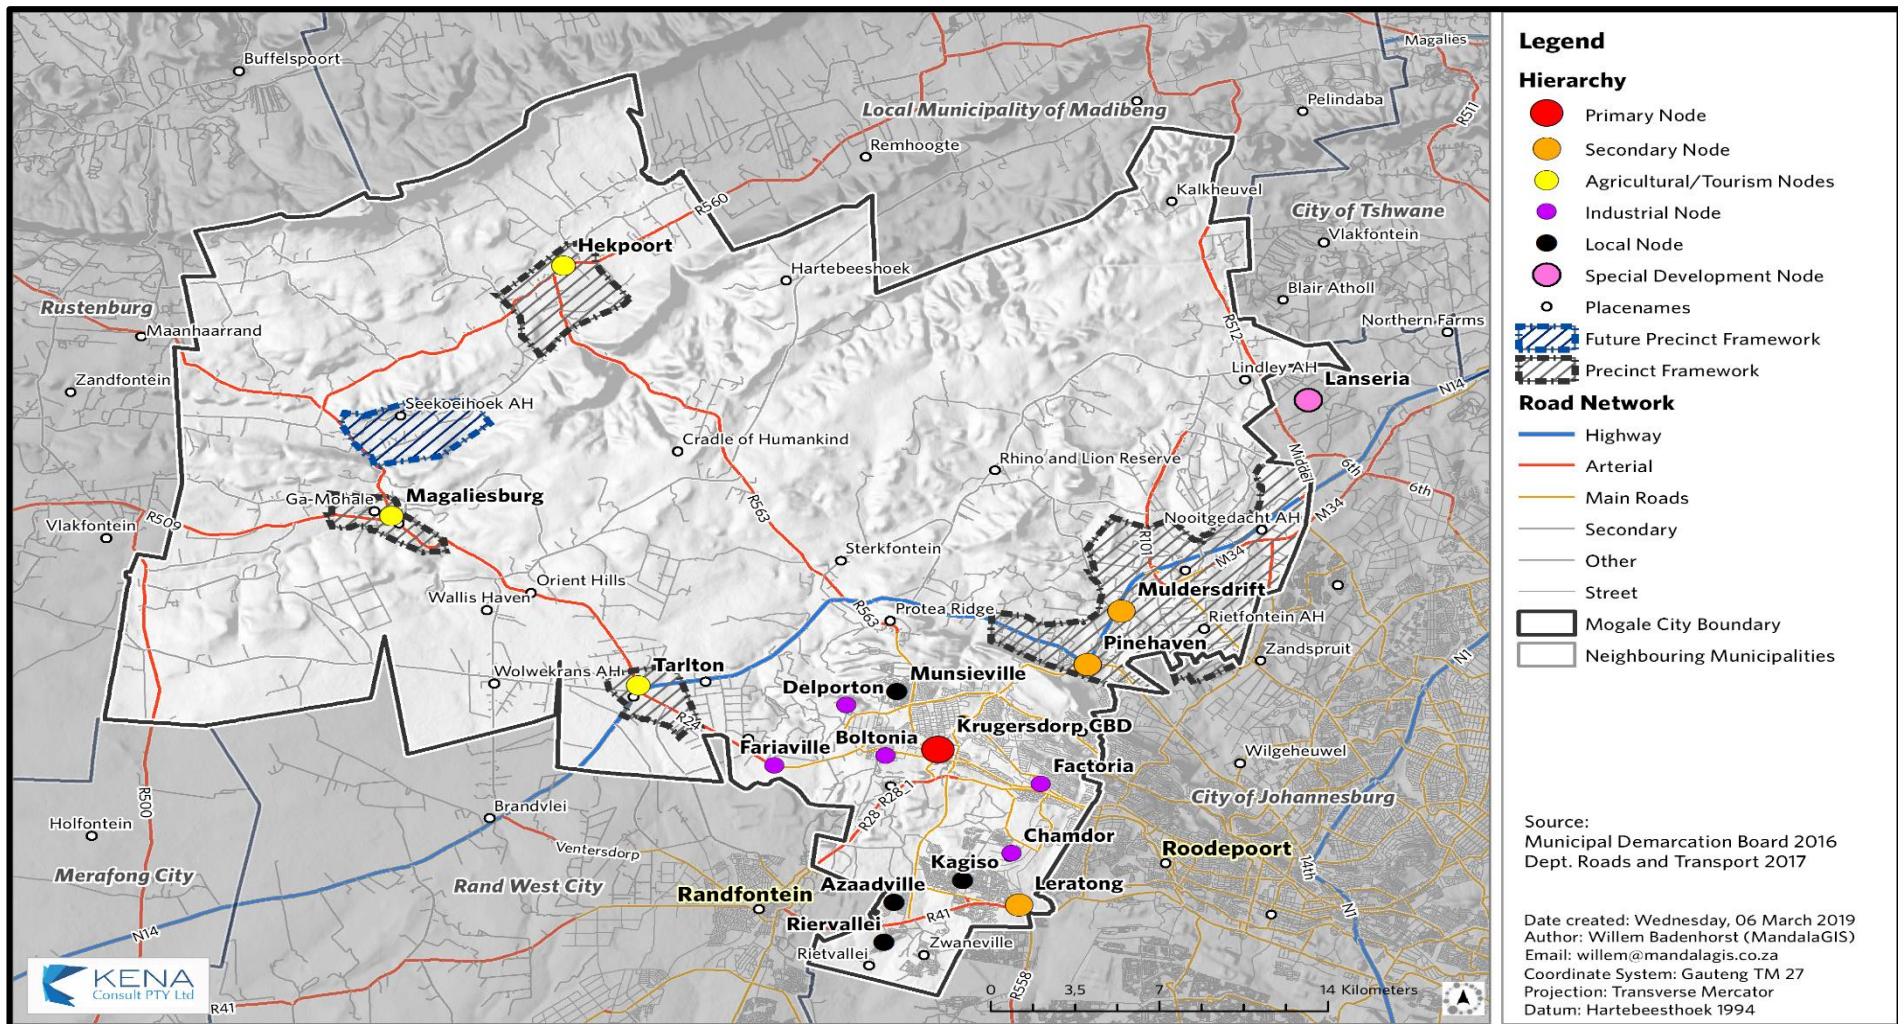 Buffelspoort
Magalies
Local Municipality of Madibeng
Pelindaba
R511
Remhoogte
Kalkheuvel
R560
City of Tshwane
Vlakfontein
Hekpoort
Hartebeeshoek
Blair Atholl
Rustenburg
Maanhaarrand
R512
Northern Farms
Zandfontein
Lindley AH
Lanseria
N14
Seekoeihoek AH
Cradle of Humankind
Rhino and Lion Reserve
Middel
6th
6th
Ga-Mohale
Magaliesburg
R563
M34
Vlakfontein
R509
Nooitgedacht AH
R101
M34
Sterkfontein
Orient Hills
Wallis Haven
Muldersdrift
R563
Protea Ridge
Rietfontein AH
Pinehaven
Zandspruit
N1
Wolwekrans AH
Tarlton
Munsieville
Delporton
R24
Krugersdorp CBD
Fariaville
Boltonia
Factoria
Wilgeheuwel
R500
R28_1
R28
City of Johannesburg
Brandvlei
Holfontein
Chamdor
Ventersdorp
Kagiso
Roodepoort
14th
Merafong City
Rand West City
Randfontein
Azaadville
Leratong
R41
N1
Riervallei
N14
Zwaneville
Rietvallei
R558
R41
KENA
Consult PTY Ltd
0 3,5 7 14 Kilometers
Legend
Hierarchy
Primary Node
Secondary Node
Agricultural/Tourism Nodes
Industrial Node
Local Node
Special Development Node
Placenames
Future Precinct Framework
Precinct Framework
Road Network
Highway
Arterial
Main Roads
Secondary
Other
Street
Mogale City Boundary
Neighbouring Municipalities
Source:
Municipal Demarcation Board 2016
Dept. Roads and Transport 2017
Date created: Wednesday, 06 March 2019
Author: Willem Badenhorst (MandalaGIS)
Email: willem@mandalagis.co.za
Coordinate System: Gauteng TM 27
Projection: Transverse Mercator
Datum: Hartebeesthoek 1994